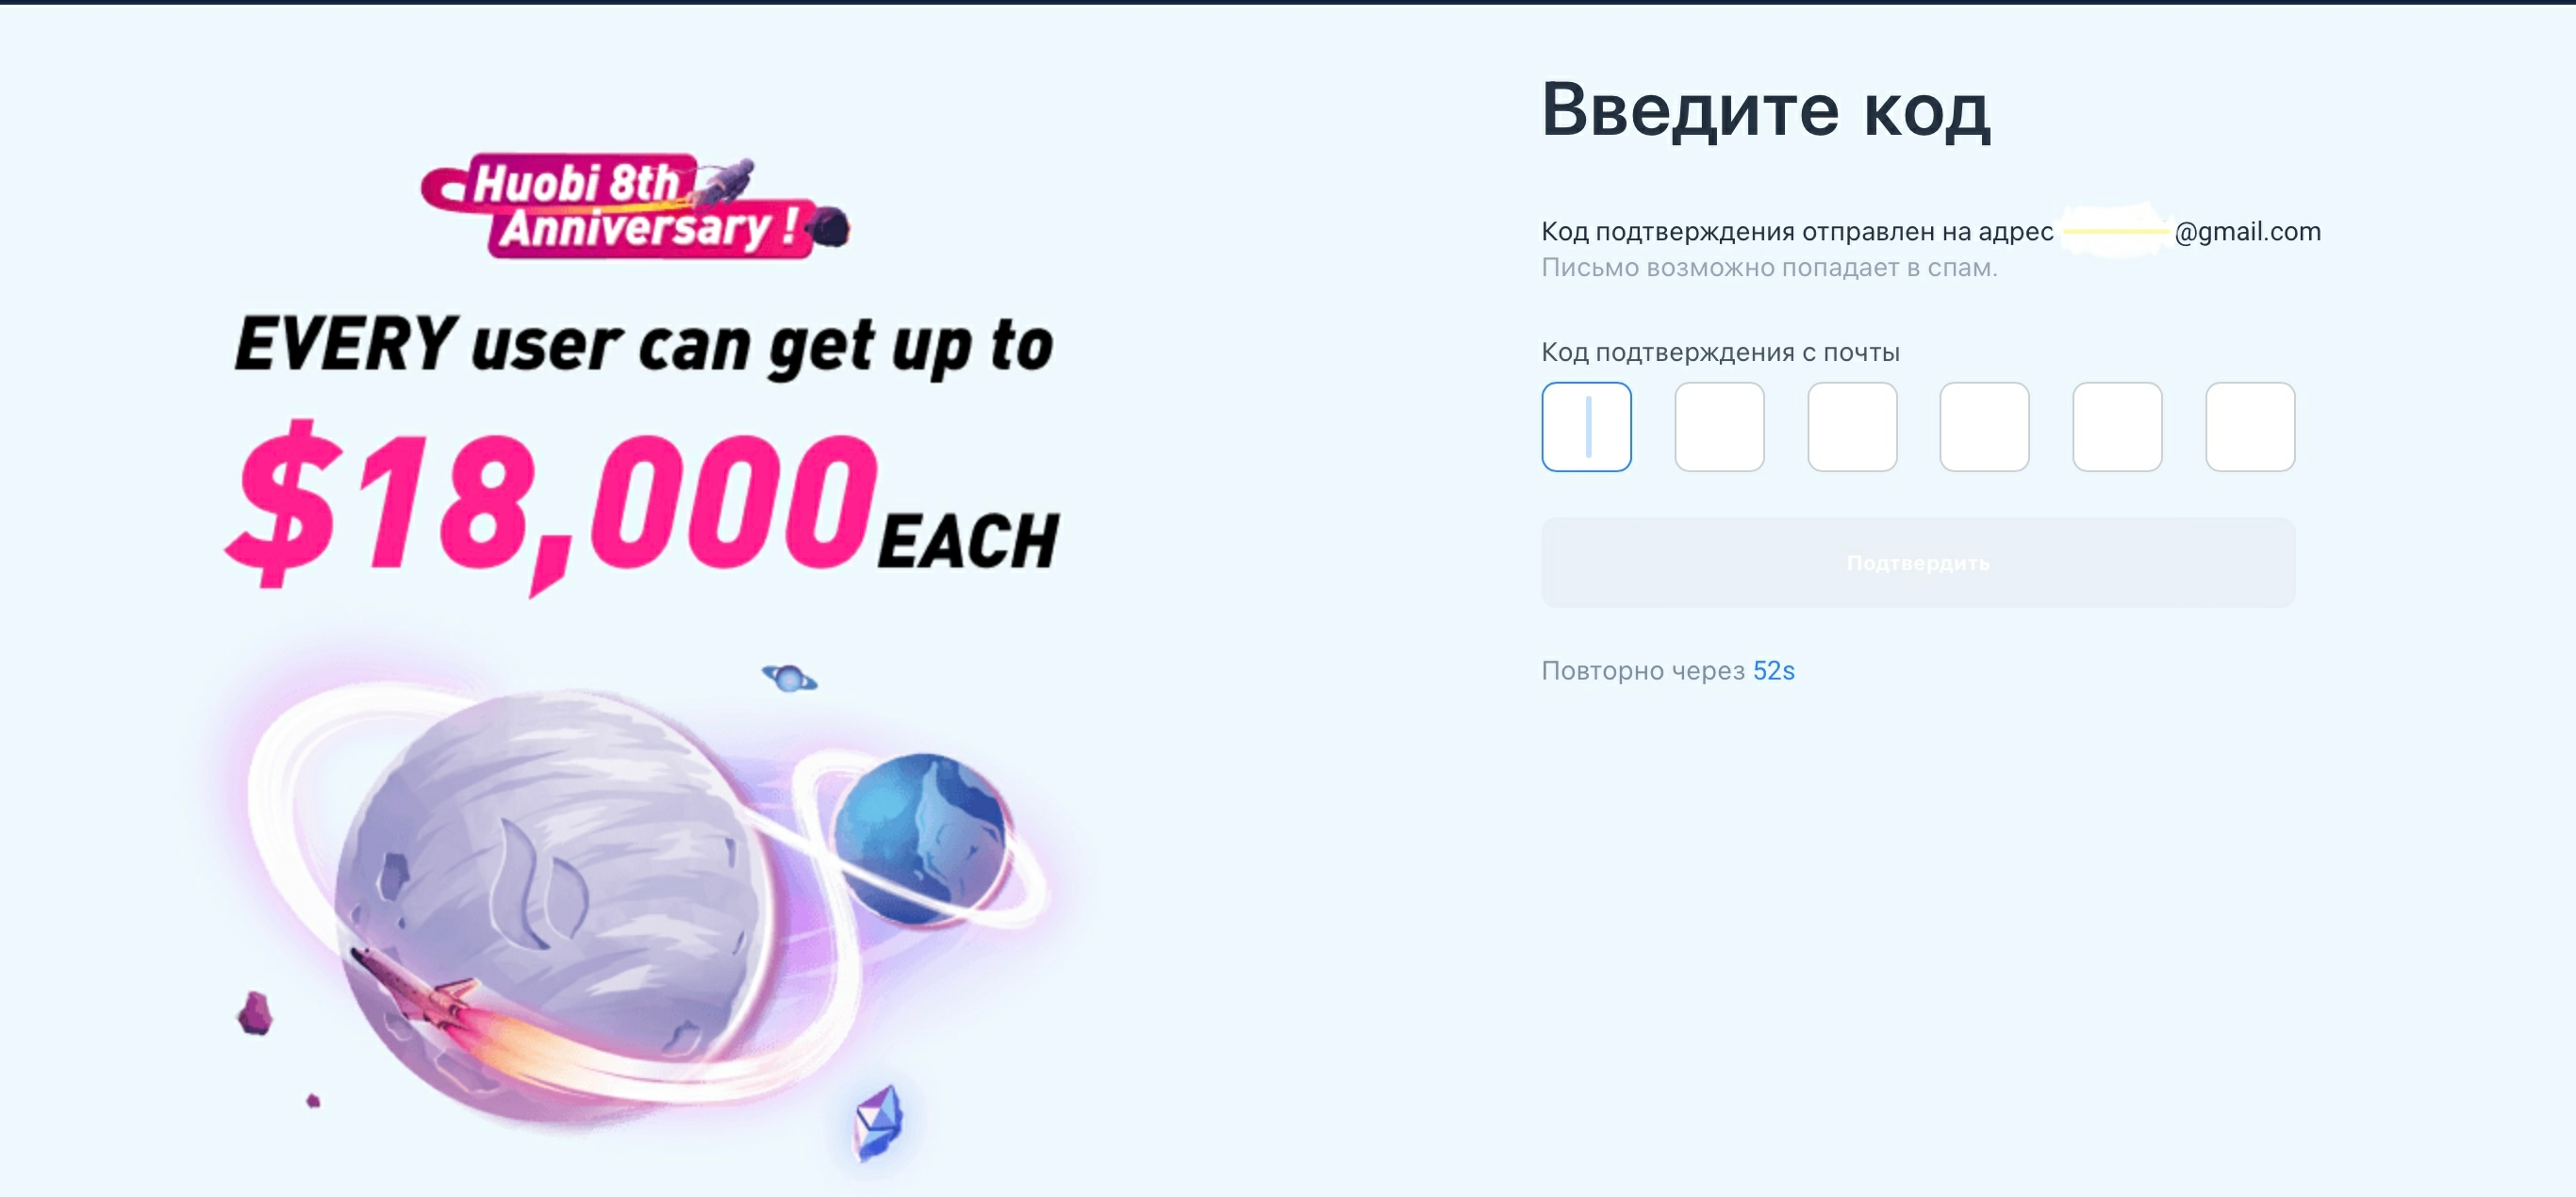 Huobi 8th
Anniversary !
EVERY user can get up to
$18,000 EACH
Введите код
Код подтверждения отправлен на адрес @gmail.com
Письмо возможно попадает в спам.
Код подтверждения с почты
Подтвердить
Повторно через 52s